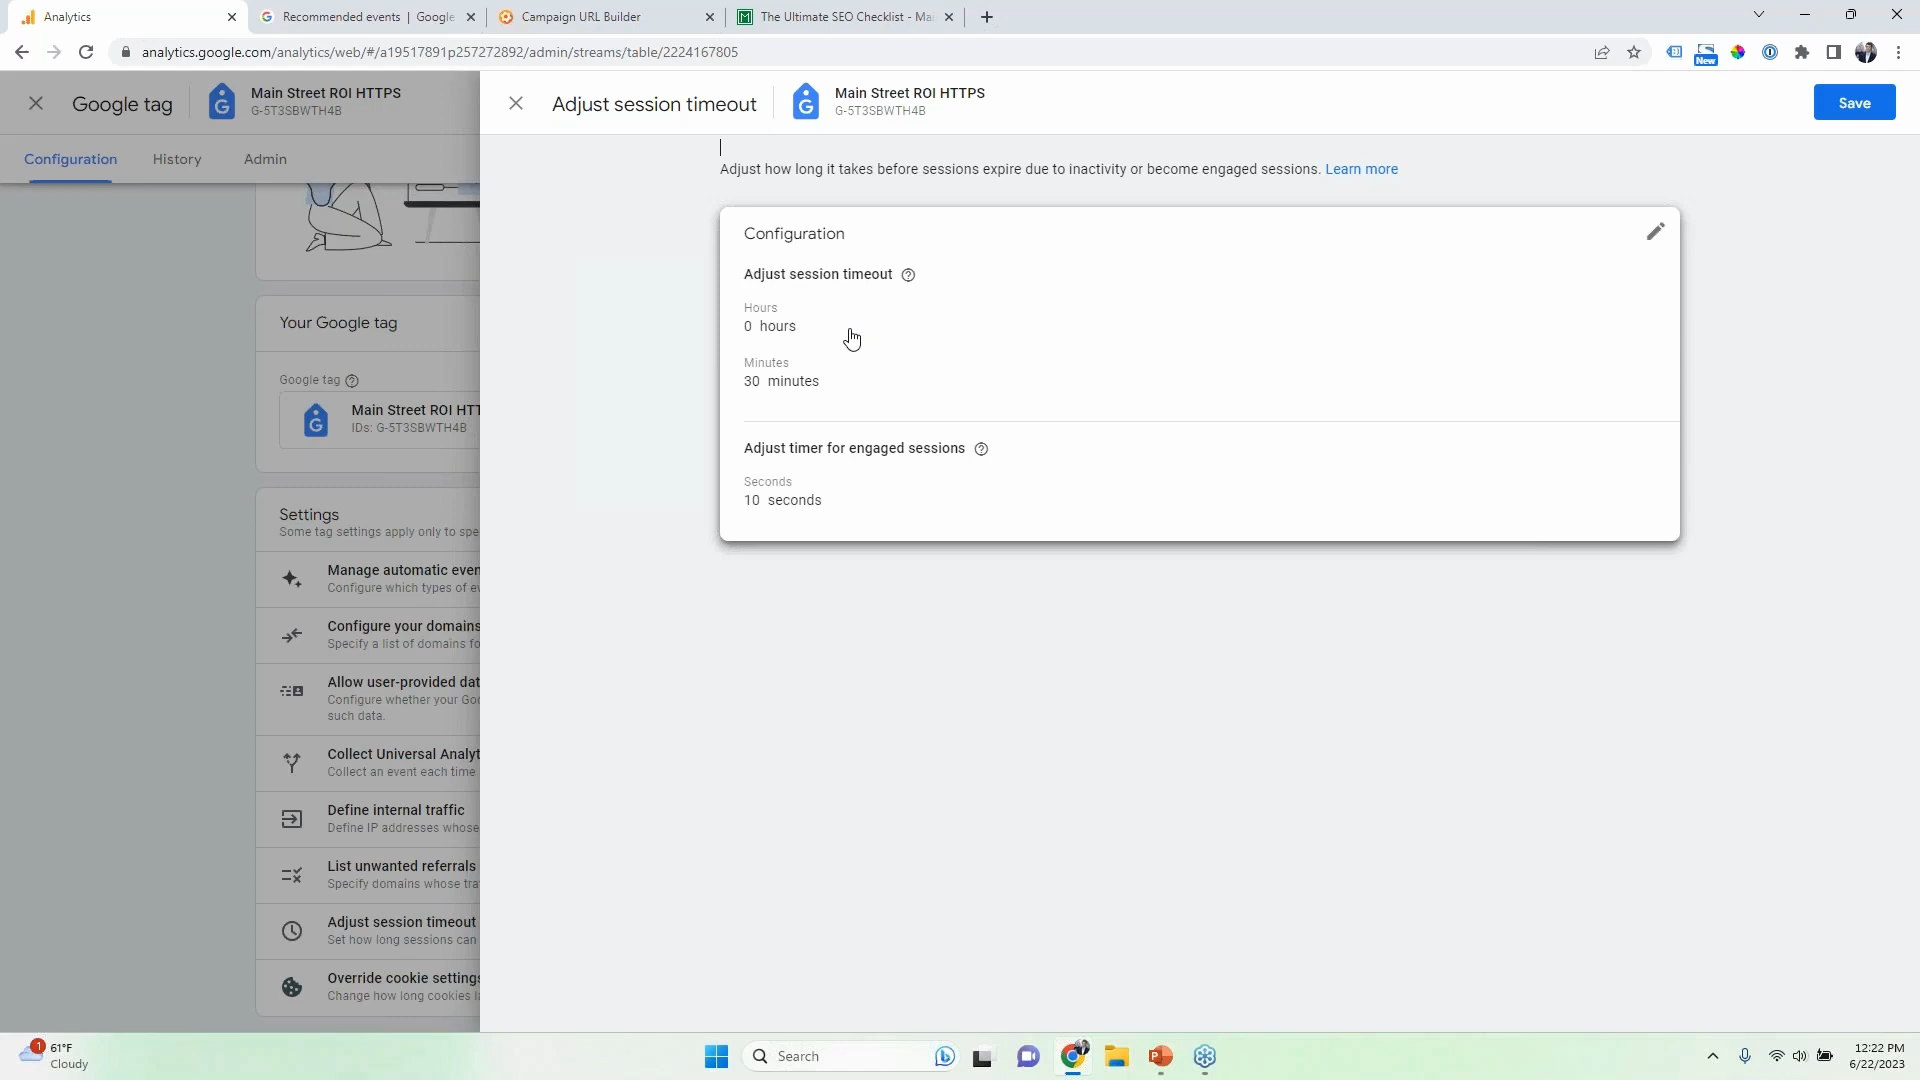 Analytics
Recommended events | Google
Campaign URL Builder
The Ultimate SEO Checklist - Mai
analytics.google.com/analytics/web/#/a19517891p257272892/admin/streams/table/2224167805
New
Google tag
Main Street ROI HTTPS
G-5T3SBWTH4B
Adjust session timeout
Main Street ROI HTTPS
G-5T3SBWTH4B
Save
Configuration
History
Admin
Adjust how long it takes before sessions expire due to inactivity or become engaged sessions. Learn more
Configuration
Adjust session timeout
Hours
0 hours
Minutes
30 minutes
Adjust timer for engaged sessions
Seconds
10 seconds
Your Google tag
Google tag
Main Street ROI HTT
IDs: G-5T3SBWTH4B
Settings
Some tag settings apply only to spe
Manage automatic even
Configure which types of ev
Configure your domains
Specify a list of domains fo
Allow user-provided dat
Configure whether your Goo
such data.
Collect Universal Analyt
Collect an event each time
Define internal traffic
Define IP addresses whose
List unwanted referrals
Specify domains whose tra
Adjust session timeout
Set how long sessions can
Override cookie settings
Change how long cookies la
1
61°F
Cloudy
Search
12:22 PM
6/22/2023